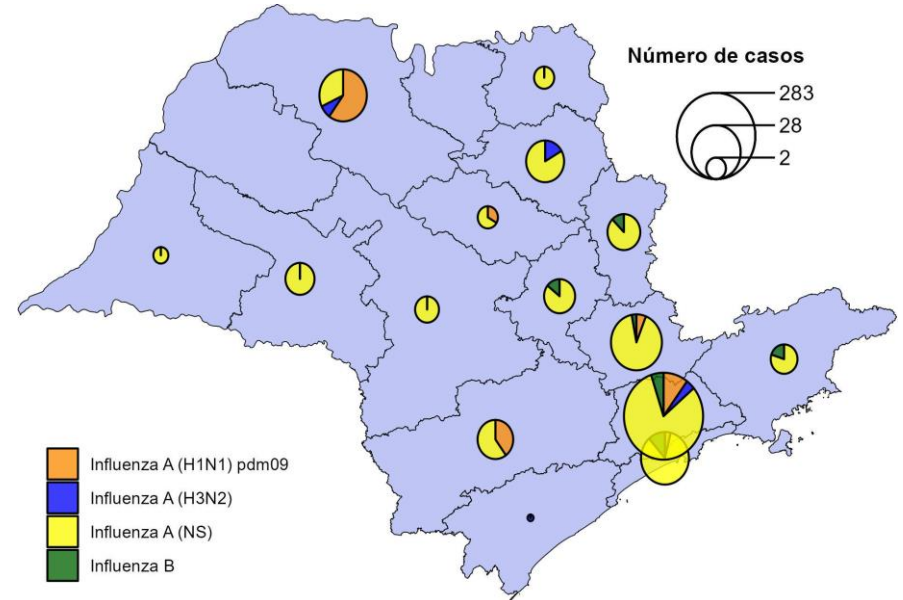 Número de casos
283
28
2
Influenza A (H1N1) pdm09
Influenza A (H3N2)
Influenza A (NS)
Influenza B